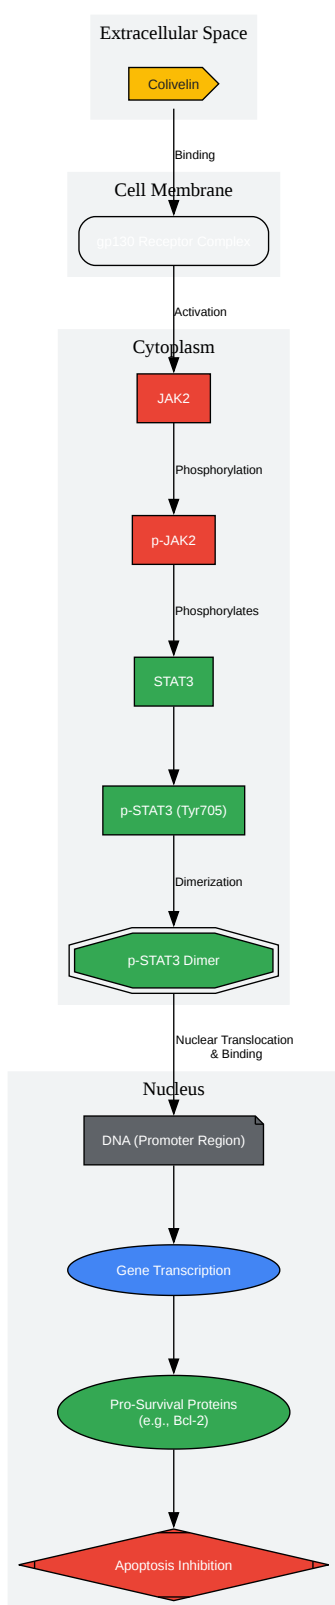 Extracellular Space
Colivelin
Binding
Cell Membrane
gp130 Receptor Complex
Activation
Cytoplasm
JAK2
Phosphorylation
p-JAK2
Phosphorylates
STAT3
p-STAT3 (Tyr705)
Dimerization
p-STAT3 Dimer
Nuclear Translocation
& Binding
Nucleus
DNA (Promoter Region)
Gene Transcription
Pro-Survival Proteins
(e.g., Bcl-2)
Apoptosis Inhibition